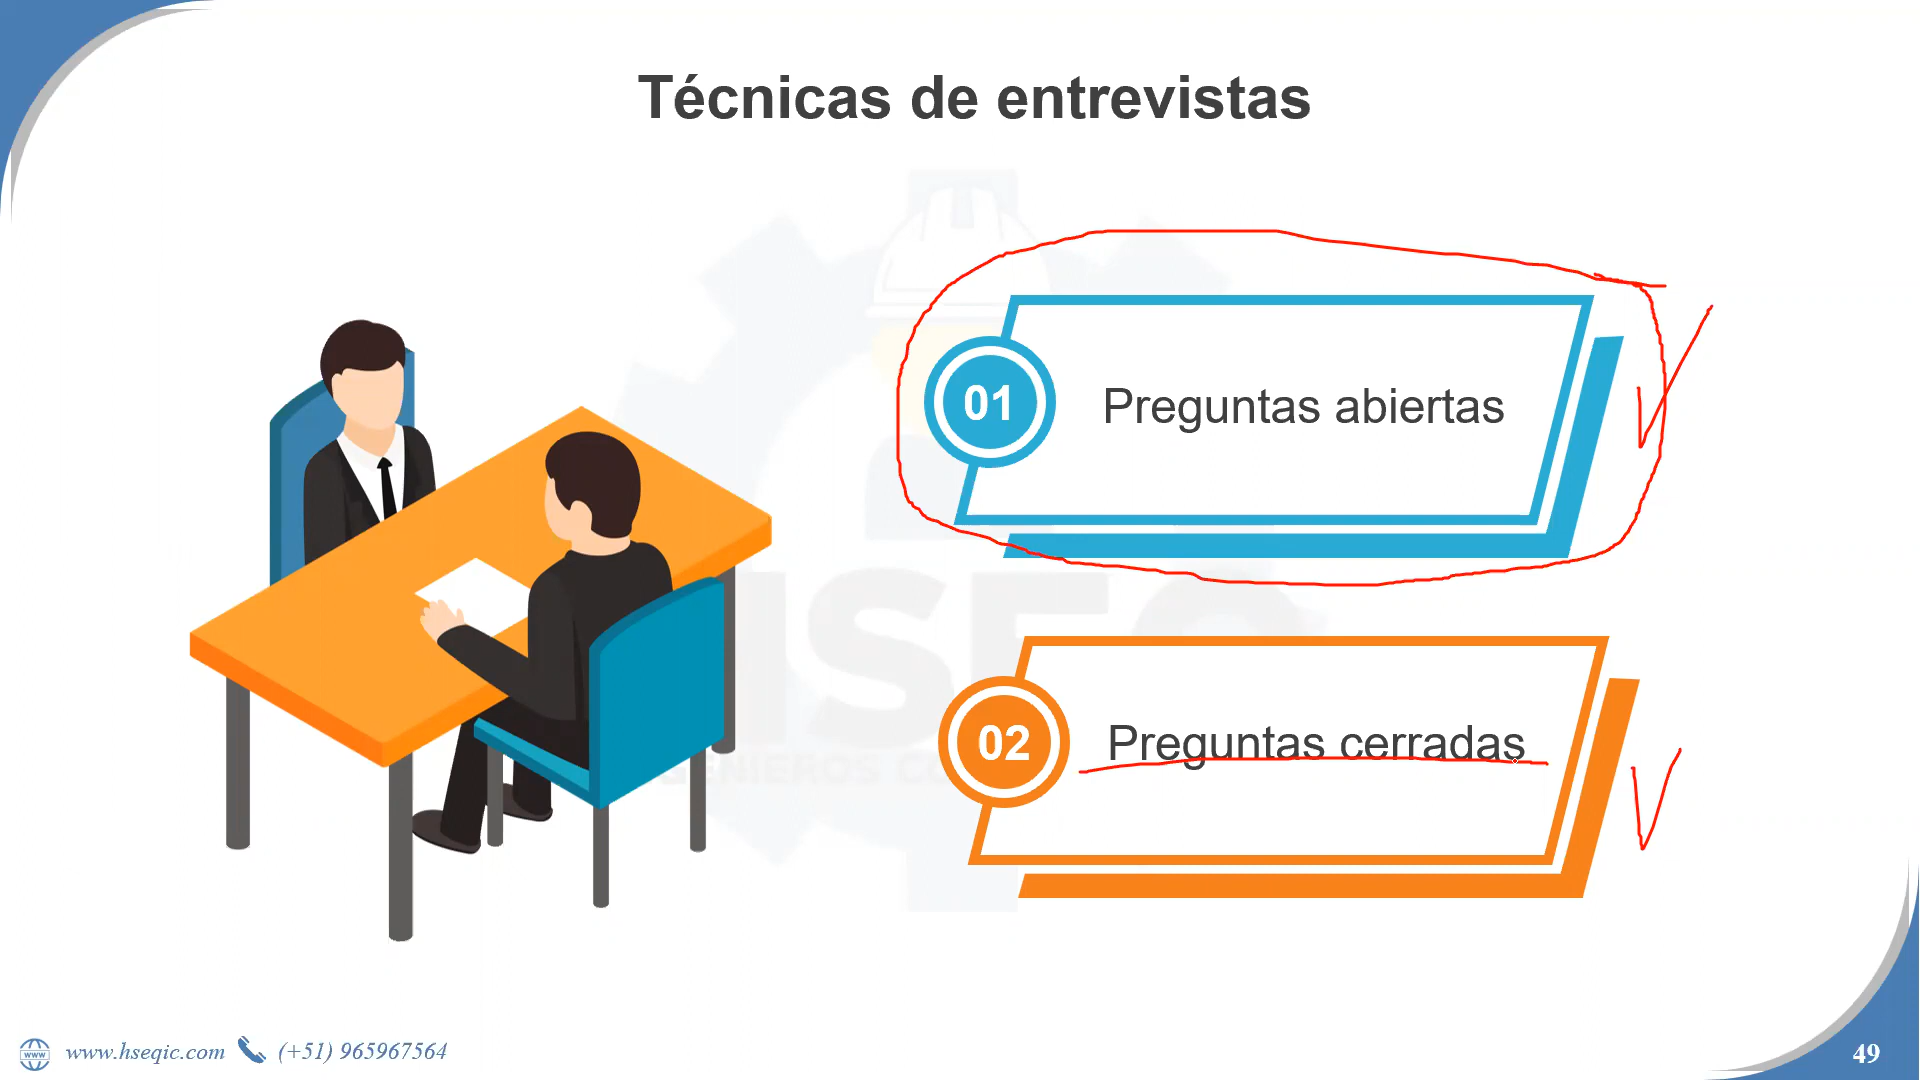 Técnicas de entrevistas
01
Preguntas abiertas
02
Preguntas cerradas
www.hseqic.com
(+51) 965967564
49